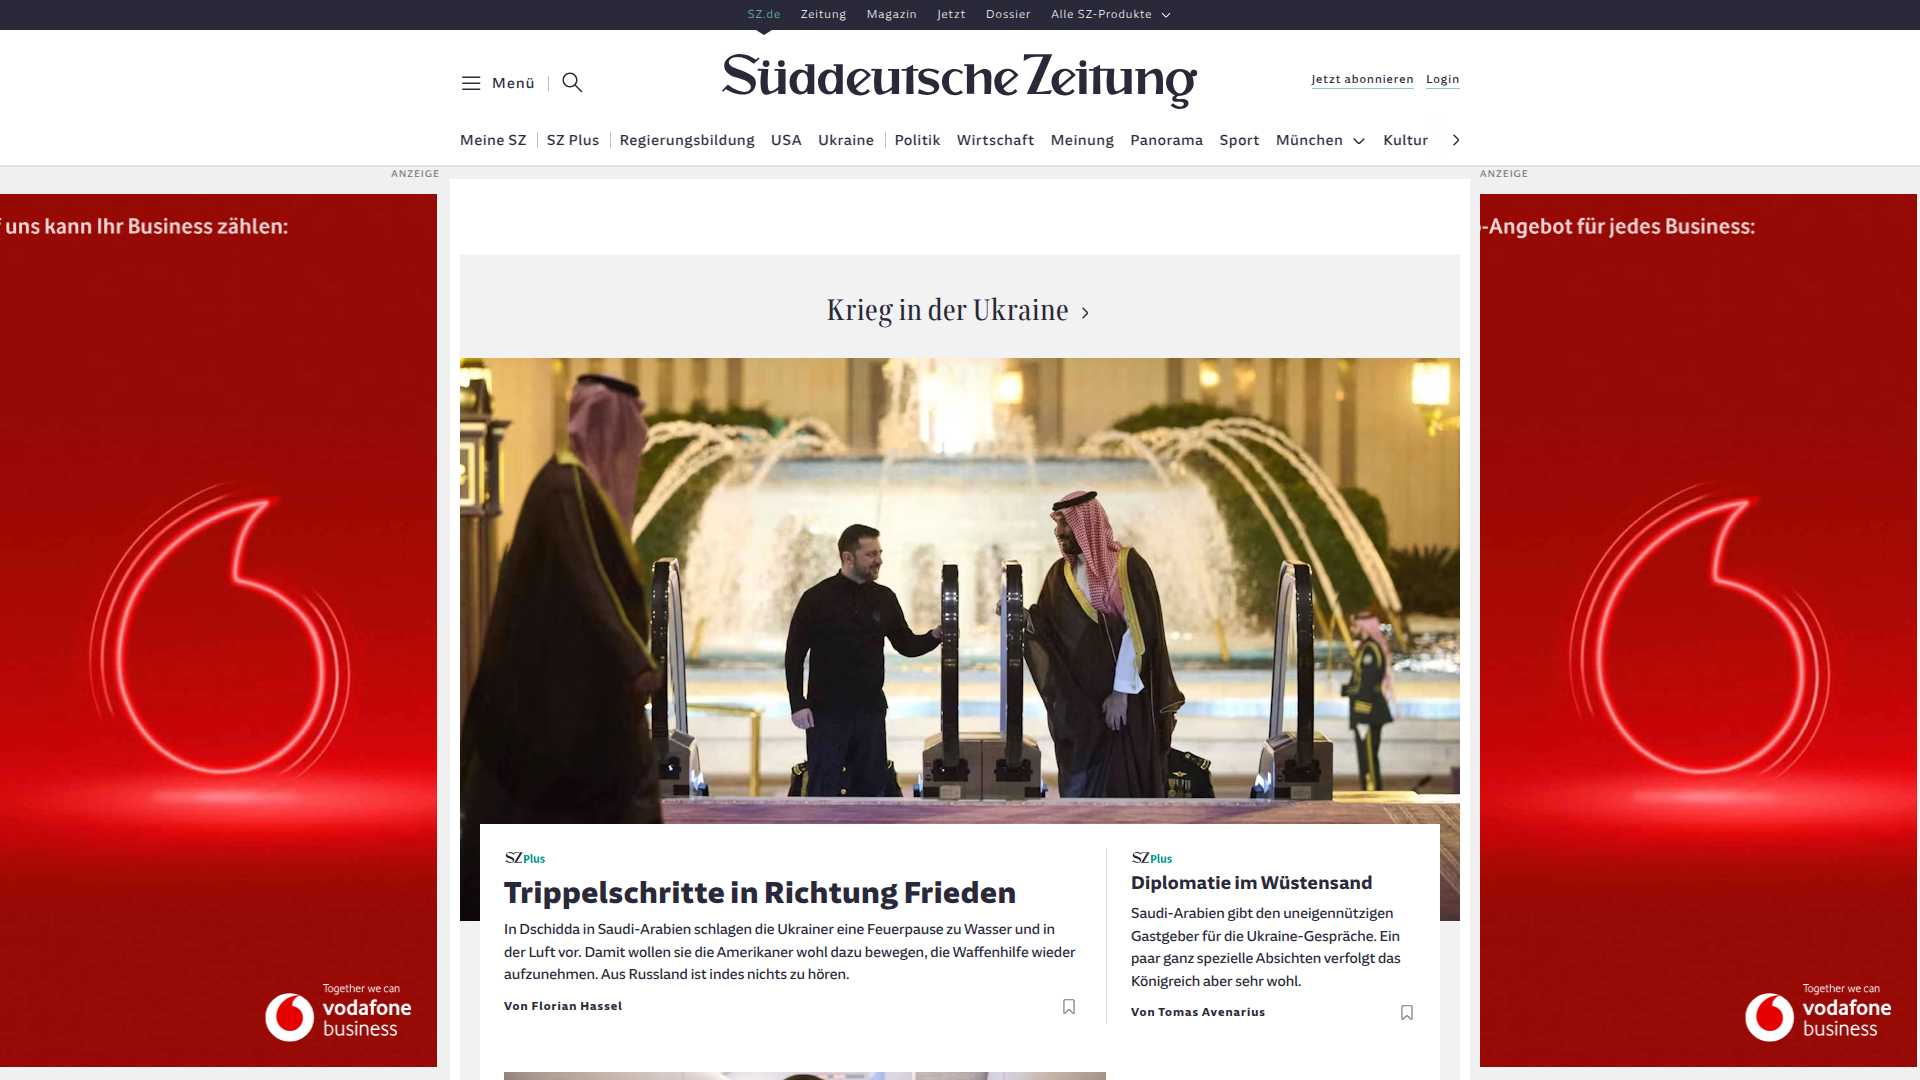 SZ.de Zeitung Magazin Jetzt Dossier Alle SZ-Produkte
Menü
Süddeutsche Zeitung
Jetzt abonnieren Login
Meine SZ SZ Plus Regierungsbildung USA Ukraine Politik Wirtschaft Meinung Panorama Sport München Kultur
ANZEIGE
uns kann Ihr Business zählen:
Together we can
vodafone
business
Krieg in der Ukraine
SZ Plus
Trippelschritte in Richtung Frieden
In Dschidda in Saudi-Arabien schlagen die Ukrainer eine Feuerpause zu Wasser und in
der Luft vor. Damit wollen sie die Amerikaner wohl dazu bewegen, die Waffenhilfe wieder
aufzunehmen. Aus Russland ist indes nichts zu hören.
Von Florian Hassel
SZ Plus
Diplomatie im Wüstensand
Saudi-Arabien gibt den uneigennützigen
Gastgeber für die Ukraine-Gespräche. Ein
paar ganz spezielle Absichten verfolgt das
Königreich aber sehr wohl.
Von Tomas Avenarius
ANZEIGE
-Angebot für jedes Business:
Together we can
vodafone
business